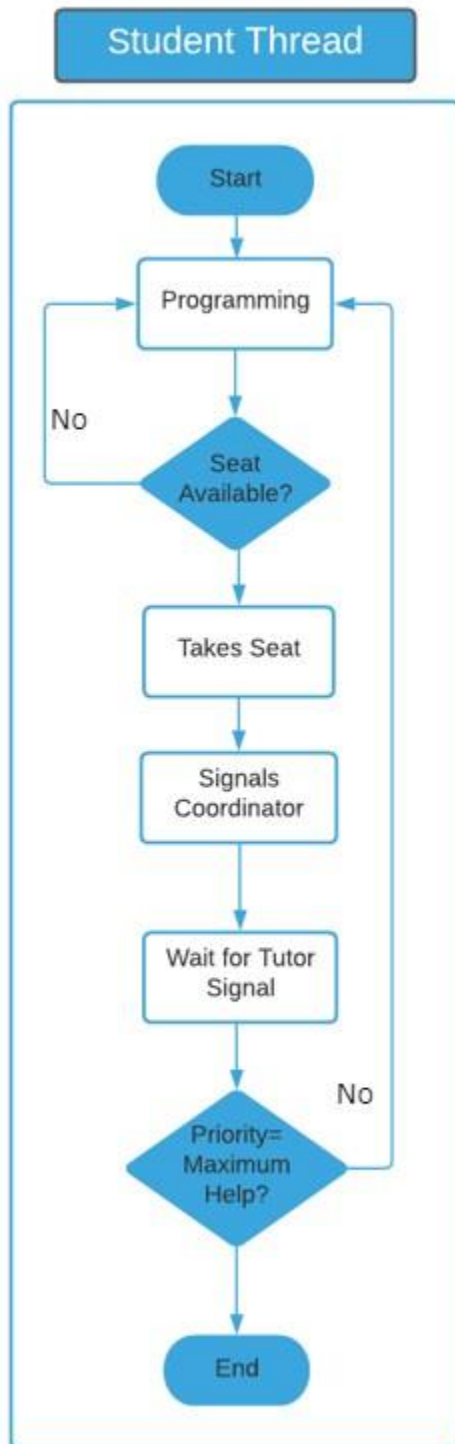 Student Thread
Start
Programming
No
Seat
Available?
Takes Seat
Signals
Coordinator
Wait for Tutor
Signal
No
Priority=
Maximum
Help?
End